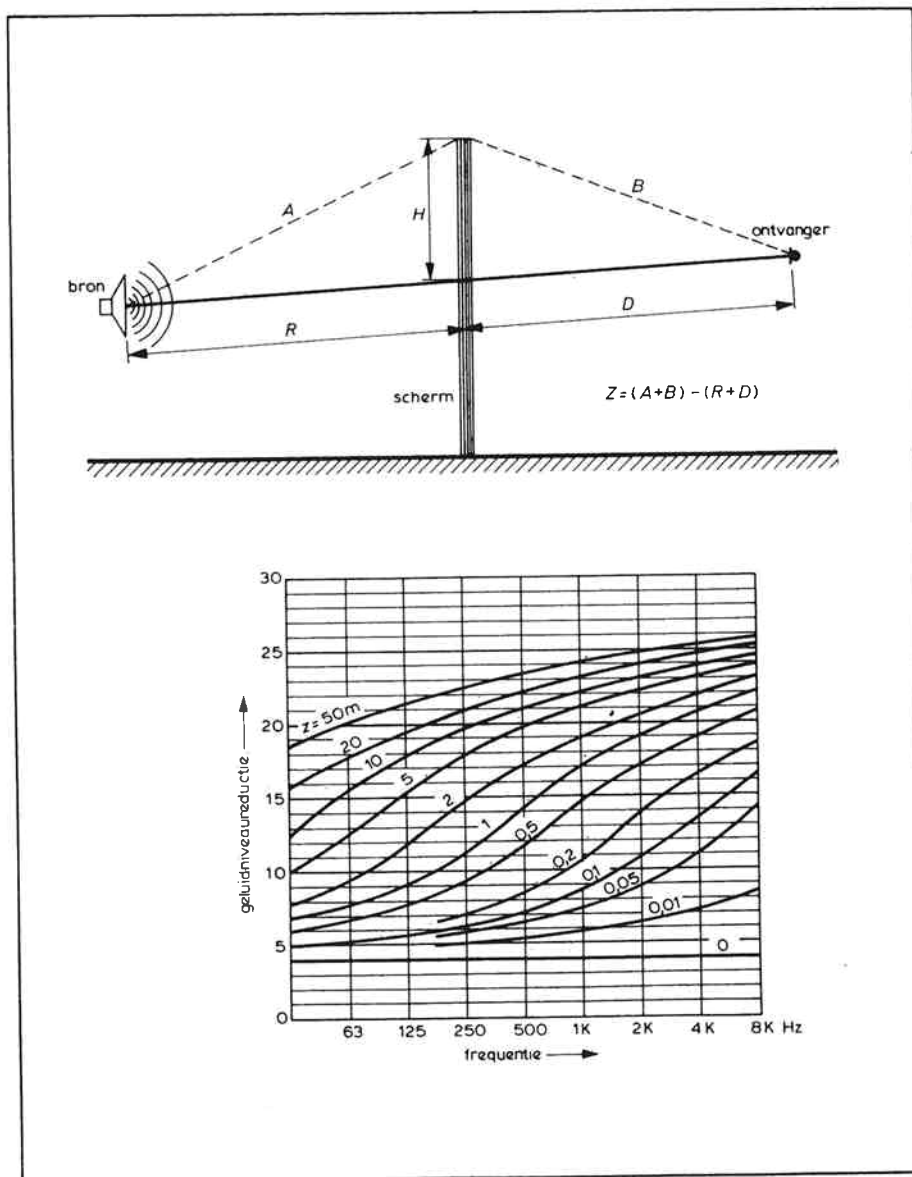 A
H
B
ontvanger
bron
R
D
scherm
Z=(A+B)-(R+D)
30
25
20
15
10
5
0
geluidniveaureductie
z=50m
20
10
5
2
1
0,5
0,2
0,1
0,05
0,01
0
63 125 250 500 1K 2K 4K 8K Hz
frequentie